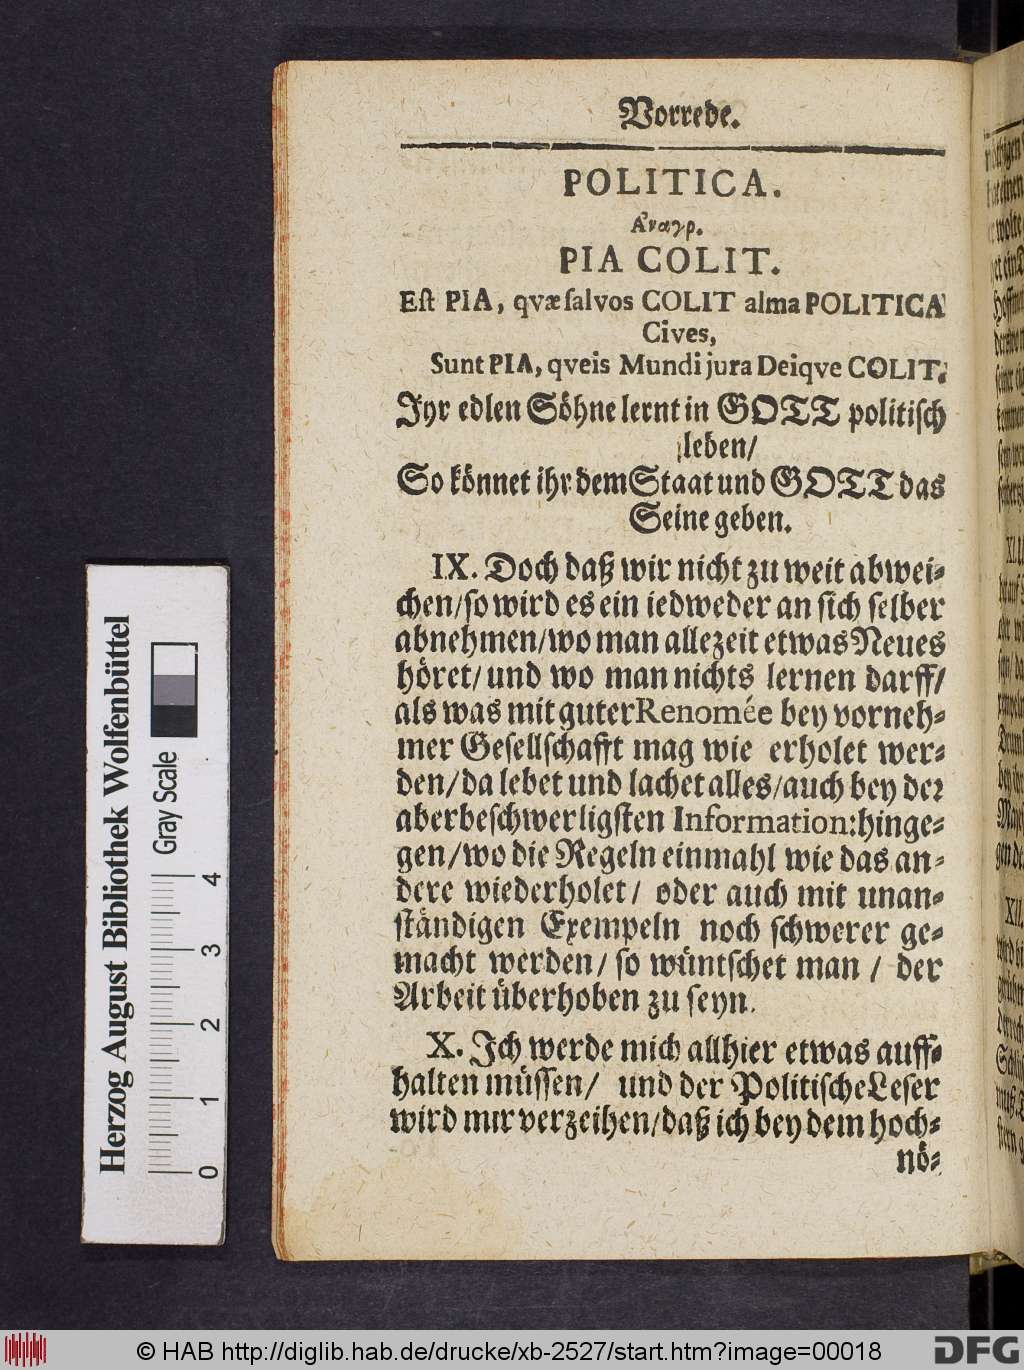 Vorrede.
POLITICA.
Ἀναγρ.
PIA COLIT.
Eſt PIA, qvæ ſalvos COLIT alma POLITICA
Cives,
Sunt PIA, qveis Mundi jura Deiqve COLIT.
Ihr edlen Söhne lernt in GOTT politiſch
leben/
So könnet ihr dem Staat und GOTT das
Seine geben.
IX. Doch daß wir nicht zu weit abwei⸗
chen/ ſo wird es ein iedweder an ſich ſelber
abnehmen/ wo man allezeit etwas Neues
höret/ und wo man nichts lernen darff/
als was mit guter Renomée bey vorneh⸗
mer Geſellſchafft mag wie erholet wer⸗
den/ da lebet und lachet alles/ auch bey der
aberbeſchwerligſten Information: hinge⸗
gen/ wo die Regeln einmahl wie das an⸗
dere wiederholet/ oder auch mit unan⸗
ſtändigen Exempeln noch ſchwerer ge⸗
macht werden/ ſo wüntſchet man / der
Arbeit überhoben zu ſeyn.
X. Ich werde mich allhier etwas auff⸗
halten müſſen/ und der Politiſche Leſer
wird mir verzeihen/ daß ich bey dem hoch⸗
nö⸗
Herzog August Bibliothek Wolfenbüttel
Gray Scale
0 1 2 3 4
© HAB http://diglib.hab.de/drucke/xb-2527/start.htm?image=00018
DFG